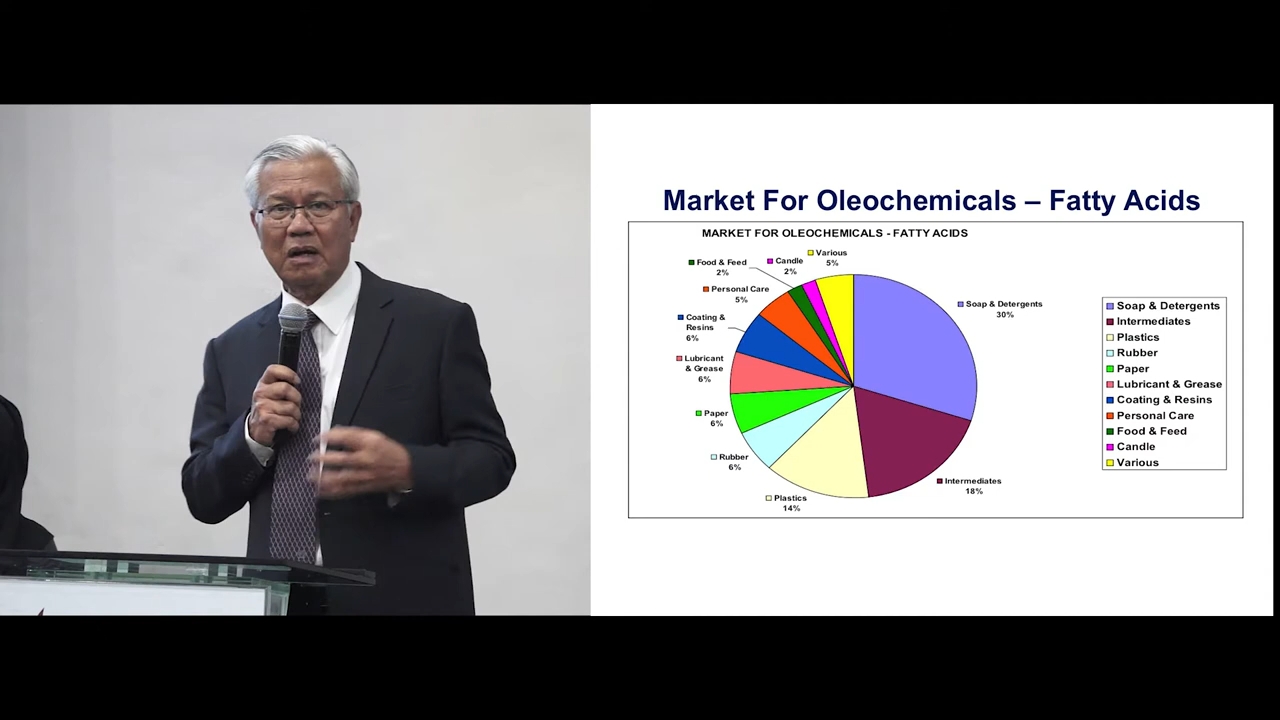 Market For Oleochemicals – Fatty Acids
MARKET FOR OLEOCHEMICALS - FATTY ACIDS
Various
5%
Candle
2%
Food & Feed
2%
Personal Care
5%
Coating &
Resins
6%
Lubricant
& Grease
6%
Paper
6%
Rubber
6%
Plastics
14%
Intermediates
18%
Soap & Detergents
30%
Soap & Detergents
Intermediates
Plastics
Rubber
Paper
Lubricant & Grease
Coating & Resins
Personal Care
Food & Feed
Candle
Various